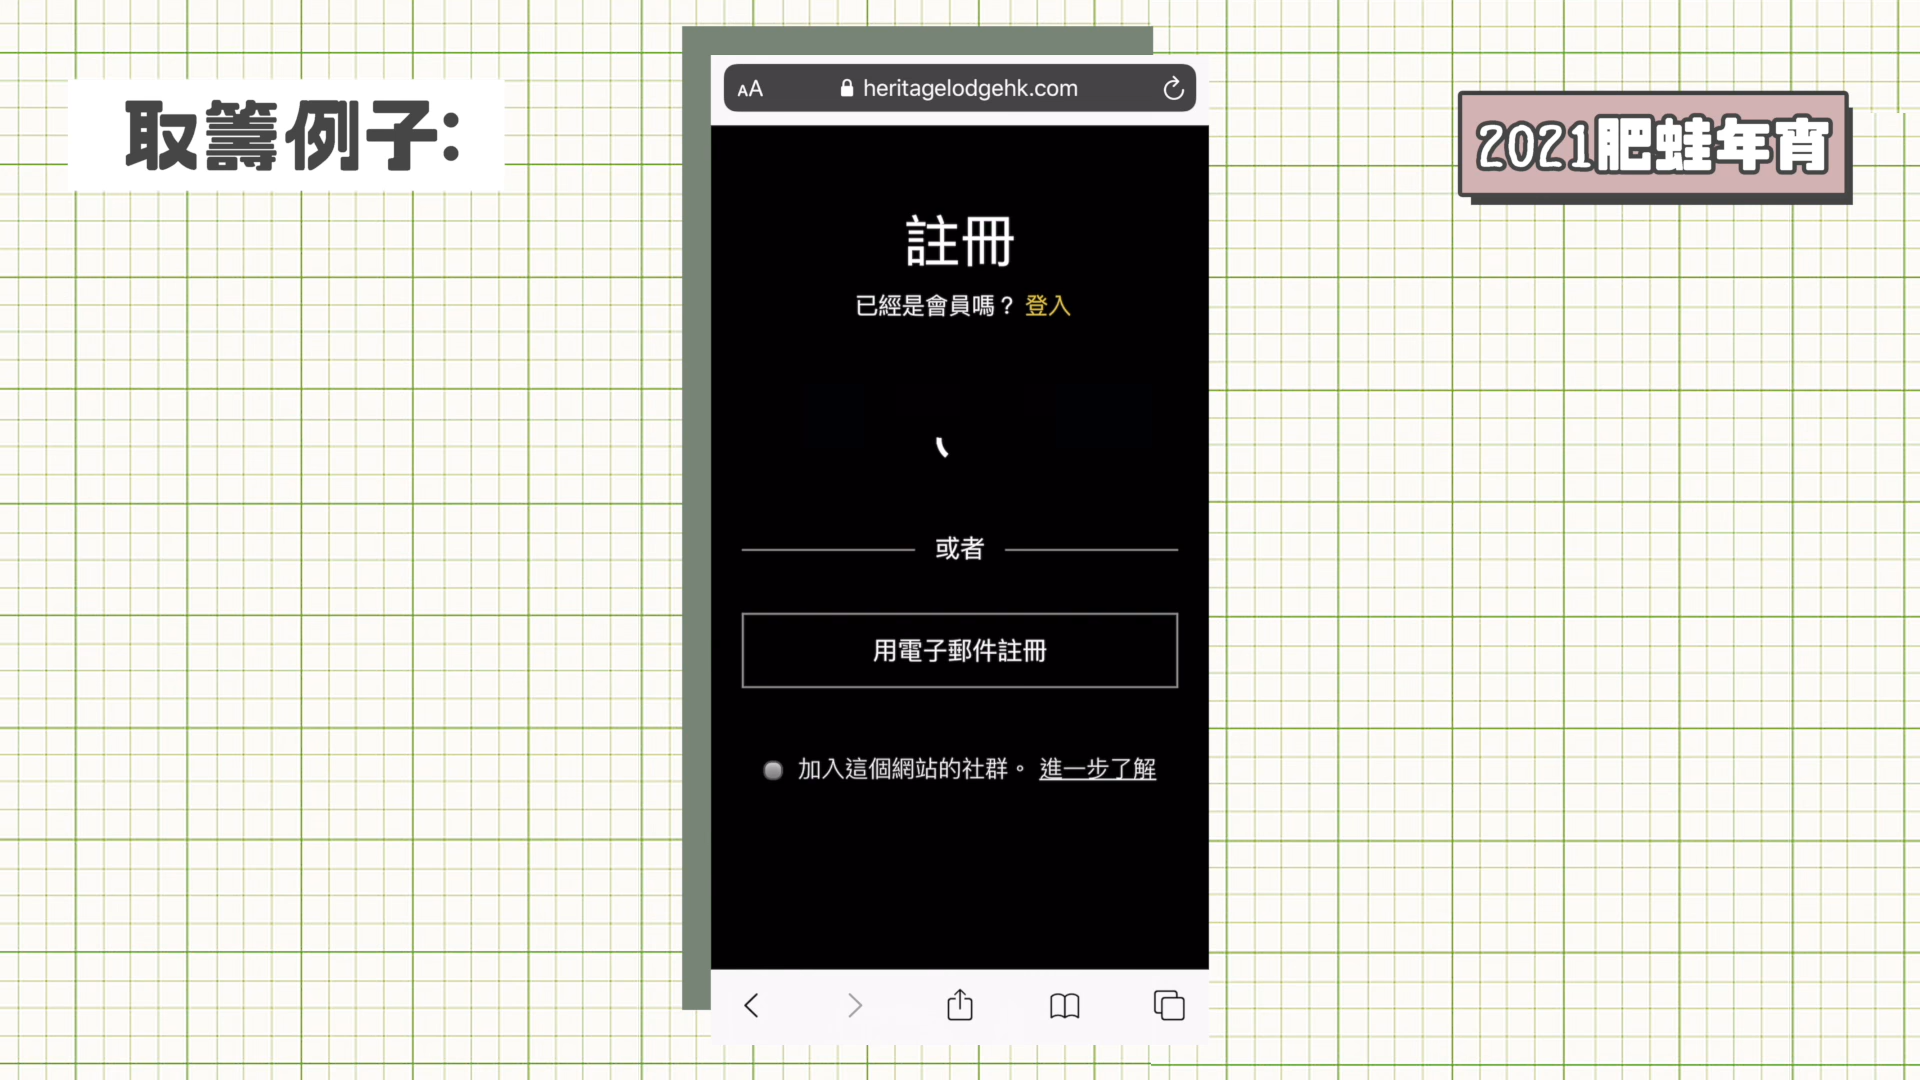 取籌例子:
2021肥蛙年宵
AA heritagelodgehk.com
註冊
已經是會員嗎？ 登入
或者
用電子郵件註冊
加入這個網站的社群。 進一步了解